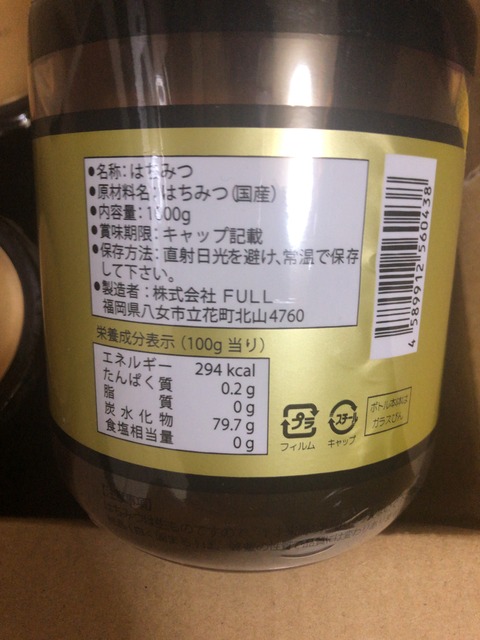 ●名称:はちみつ
●原材料名:はちみつ(国産)
●内容量:1000g
●賞味期限:キャップ記載
●保存方法:直射日光を避け、常温で保存
して下さい。
●製造者:株式会社 FULL
福岡県八女市立花町北山4760
栄養成分表示(100g 当り)
エネルギー 294 kcal
たんぱく質 0.2 g
脂質 0 g
炭水化物 79.7 g
食塩相当量 0 g
プラ
フィルム
スチール
キャップ
ボトル本体は
ガラスびん
4 589912 560438